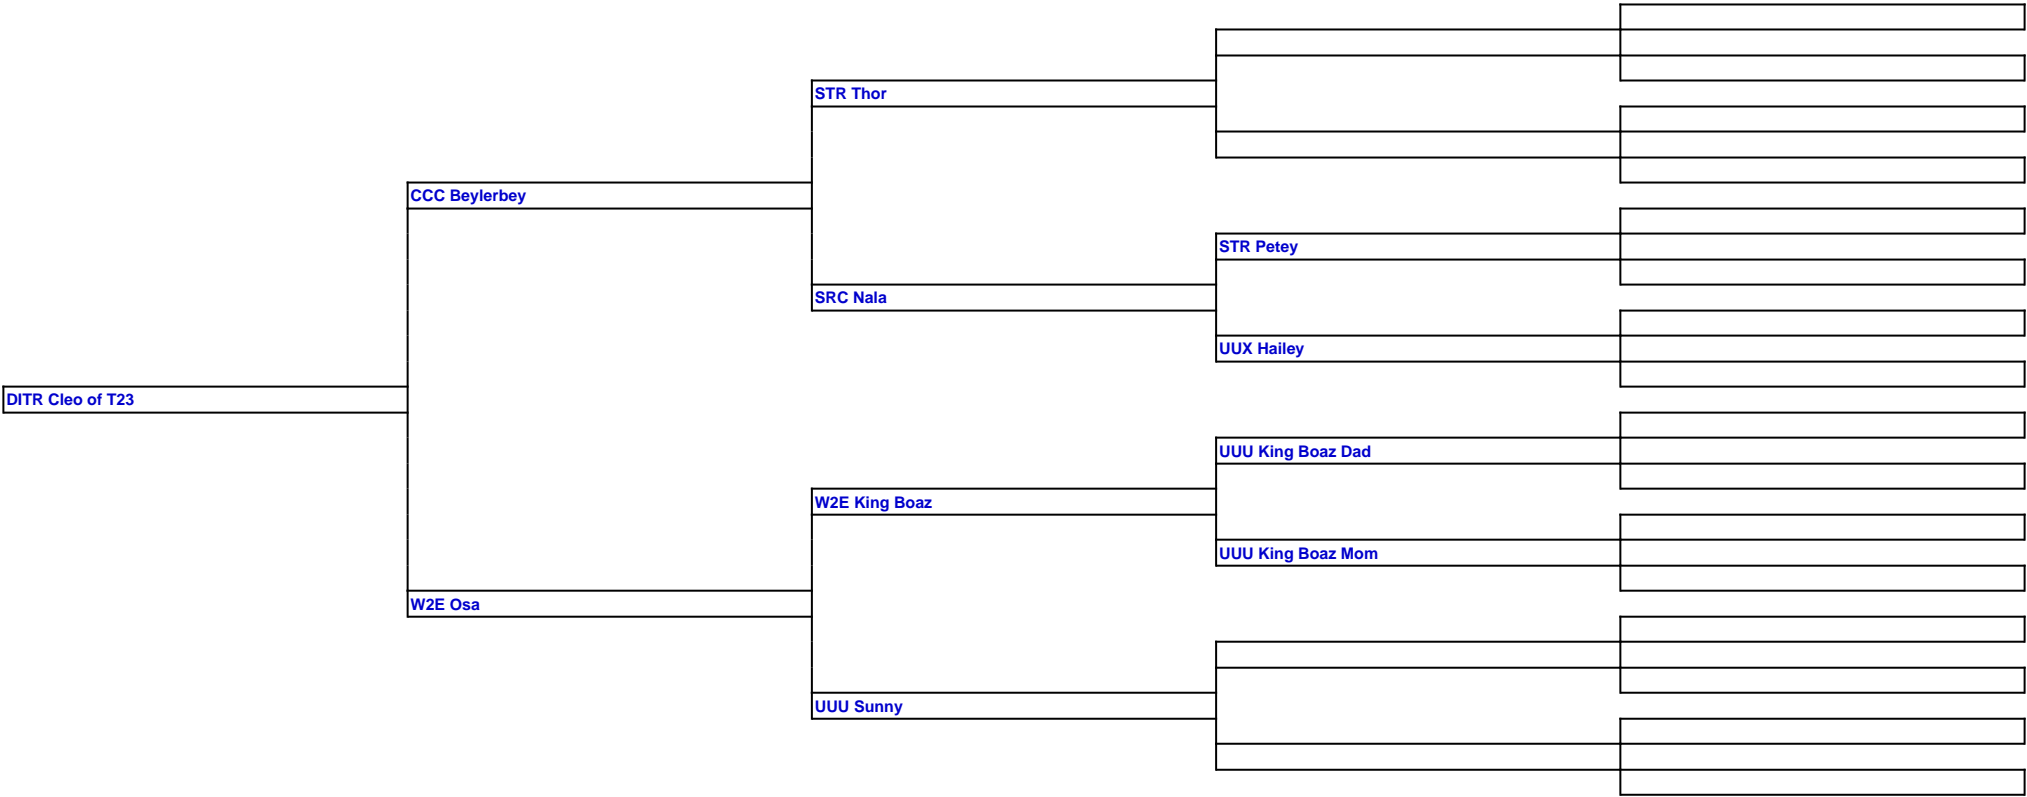 STR Thor
CCC Beylerbey
STR Petey
SRC Nala
UUX Hailey
DITR Cleo of T23
UUU King Boaz Dad
W2E King Boaz
UUU King Boaz Mom
W2E Osa
UUU Sunny